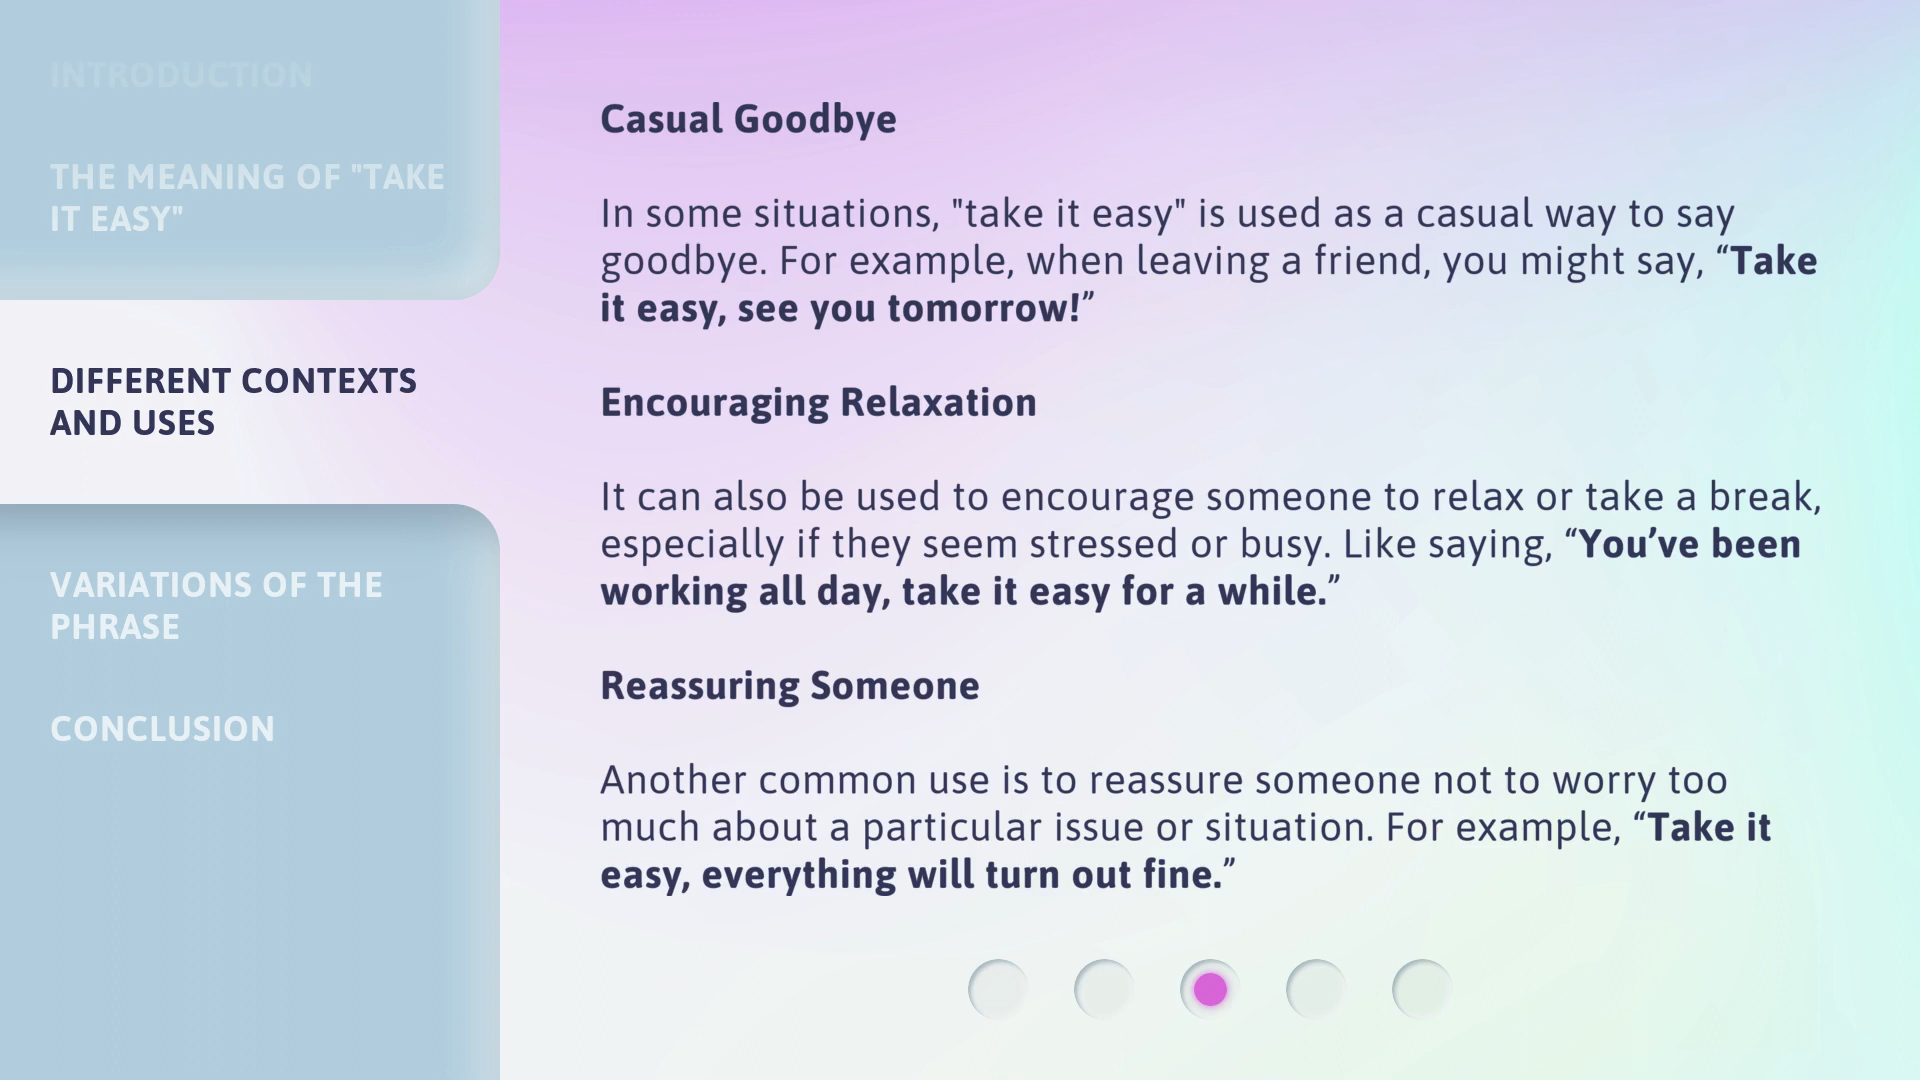 INTRODUCTION
THE MEANING OF "TAKE
IT EASY"
DIFFERENT CONTEXTS
AND USES
VARIATIONS OF THE
PHRASE
CONCLUSION
Casual Goodbye
In some situations, "take it easy" is used as a casual way to say
goodbye. For example, when leaving a friend, you might say, “Take
it easy, see you tomorrow!”
Encouraging Relaxation
It can also be used to encourage someone to relax or take a break,
especially if they seem stressed or busy. Like saying, “You’ve been
working all day, take it easy for a while.”
Reassuring Someone
Another common use is to reassure someone not to worry too
much about a particular issue or situation. For example, “Take it
easy, everything will turn out fine.”